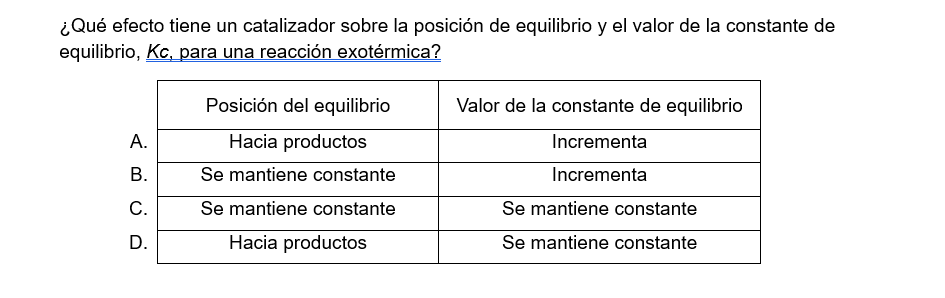 ¿Qué efecto tiene un catalizador sobre la posición de equilibrio y el valor de la constante de
equilibrio, Kc, para una reacción exotérmica?
Posición del equilibrio Valor de la constante de equilibrio
A. Hacia productos Incrementa
B. Se mantiene constante Incrementa
C. Se mantiene constante Se mantiene constante
D. Hacia productos Se mantiene constante